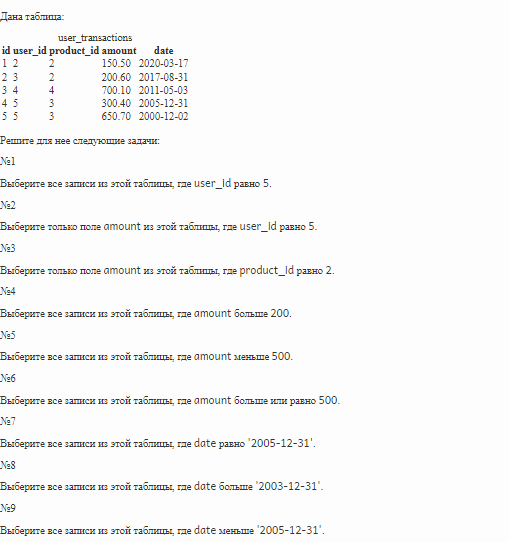 Дана таблица:
user_transactions
id user_id product_id amount date
1 2 2 150.50 2020-03-17
2 3 2 200.60 2017-08-31
3 4 4 700.10 2011-05-03
4 5 3 300.40 2005-12-31
5 5 3 650.70 2000-12-02
Решите для нее следующие задачи:
№1
Выберите все записи из этой таблицы, где user_id равно 5.
№2
Выберите только поле amount из этой таблицы, где user_id равно 5.
№3
Выберите только поле amount из этой таблицы, где product_id равно 2.
№4
Выберите все записи из этой таблицы, где amount больше 200.
№5
Выберите все записи из этой таблицы, где amount меньше 500.
№6
Выберите все записи из этой таблицы, где amount больше или равно 500.
№7
Выберите все записи из этой таблицы, где date равно '2005-12-31'.
№8
Выберите все записи из этой таблицы, где date больше '2003-12-31'.
№9
Выберите все записи из этой таблицы, где date меньше '2005-12-31'.